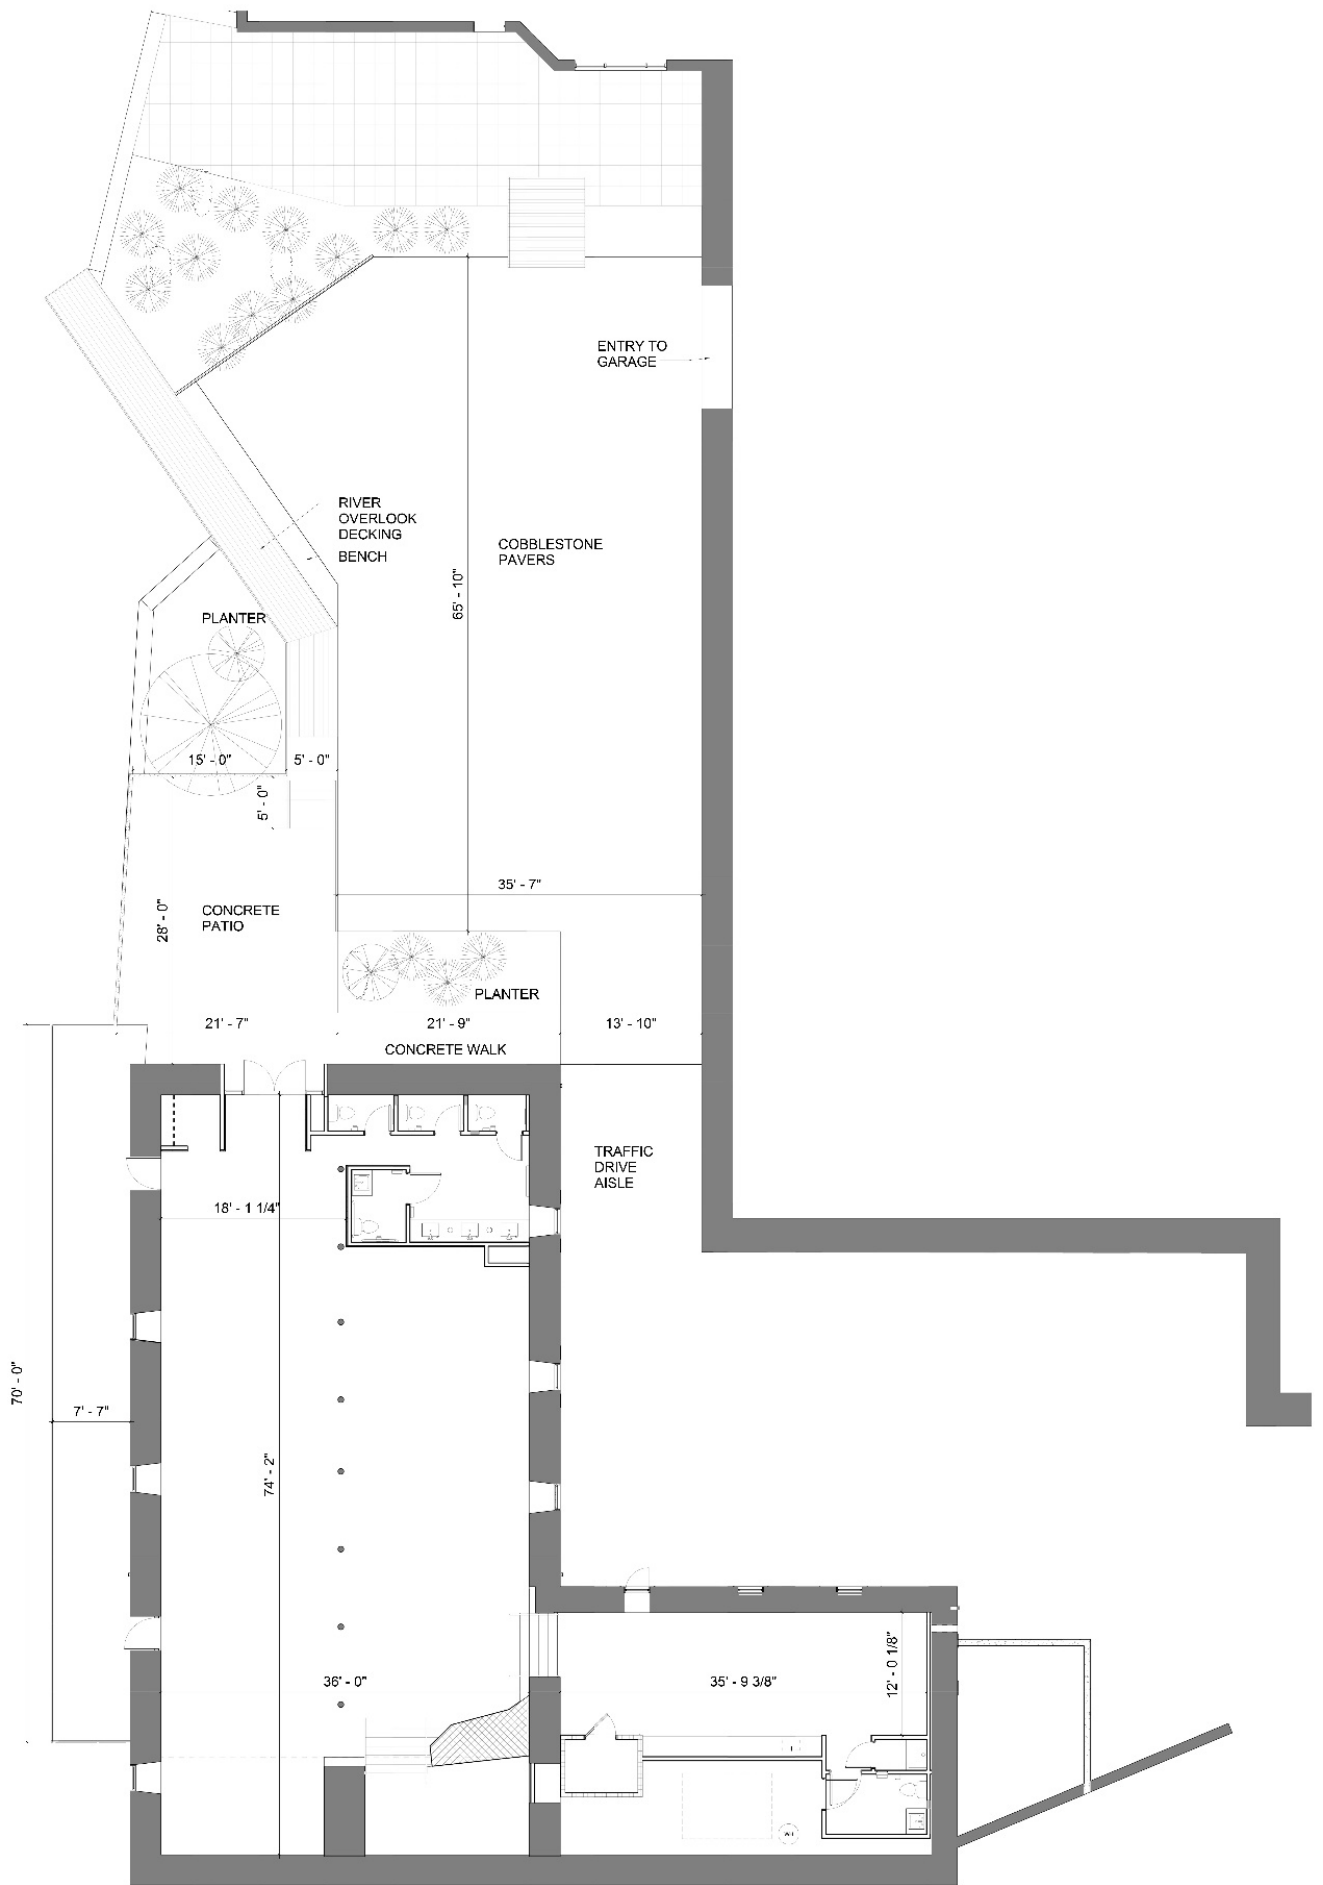 ENTRY TO
GARAGE
RIVER
OVERLOOK
DECKING
BENCH
COBBLESTONE
PAVERS
65' - 10"
PLANTER
15' - 0"
5' - 0"
5' - 0"
35' - 7"
CONCRETE
PATIO
28' - 0"
PLANTER
21' - 7"
21' - 9"
13' - 10"
CONCRETE WALK
TRAFFIC
DRIVE
AISLE
18' - 1 1/4"
70' - 0"
7' - 7"
74' - 2"
36' - 0"
35' - 9 3/8"
12' - 0 1/8"